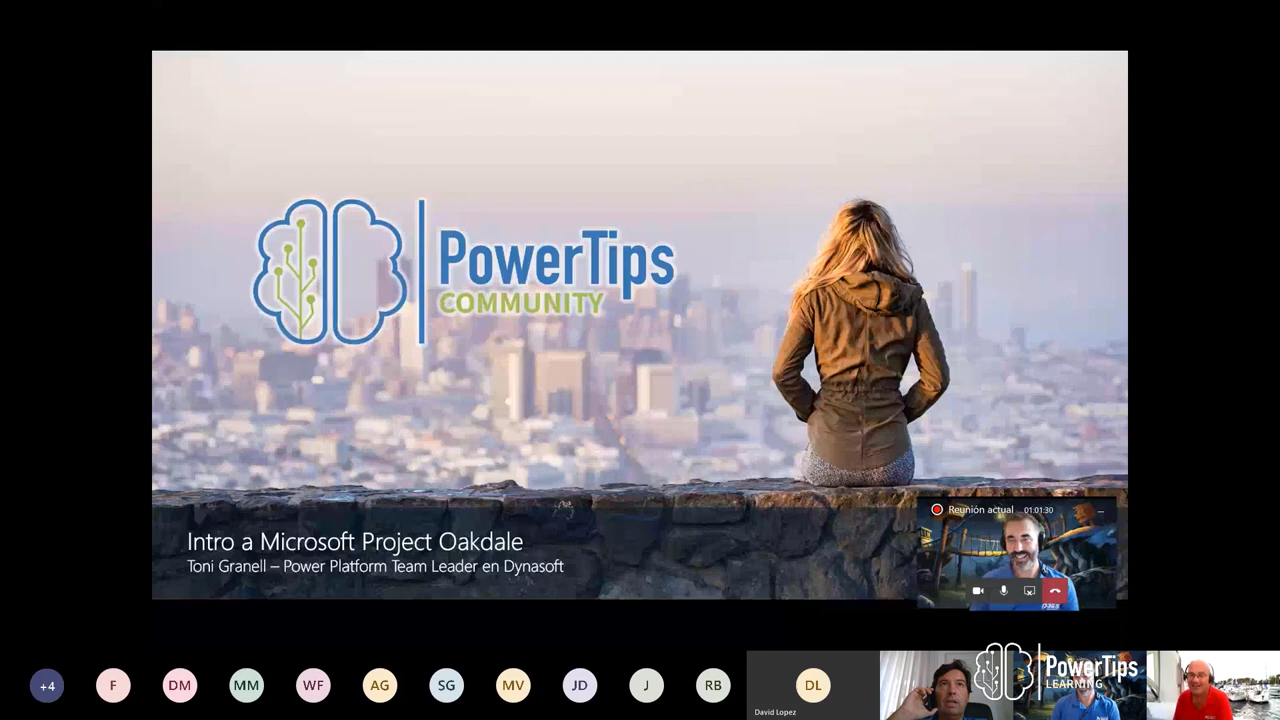 PowerTips
COMMUNITY
Intro a Microsoft Project Oakdale
Toni Granell – Power Platform Team Leader en Dynasoft
Reunión actual 01:01:30
+4
F
DM
MM
WF
AG
SG
MV
JD
J
RB
DL
David Lopez
PowerTips
LEARNING